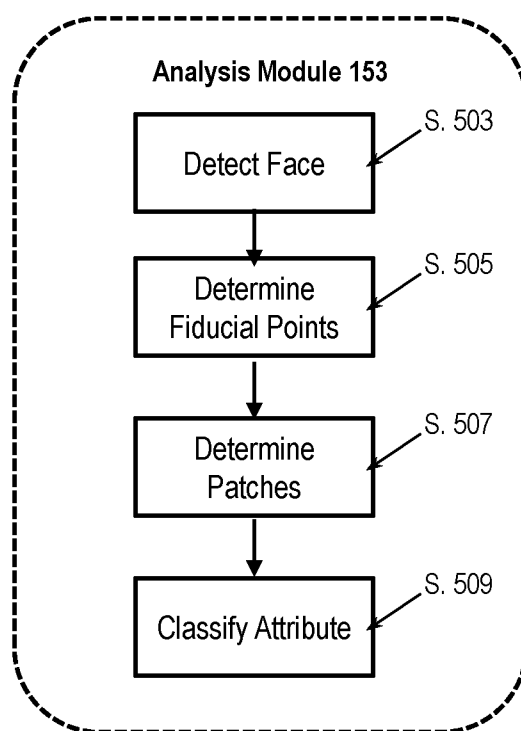 Analysis Module 153
S. 503
Detect Face
S. 505
Determine
Fiducial Points
S. 507
Determine
Patches
S. 509
Classify Attribute